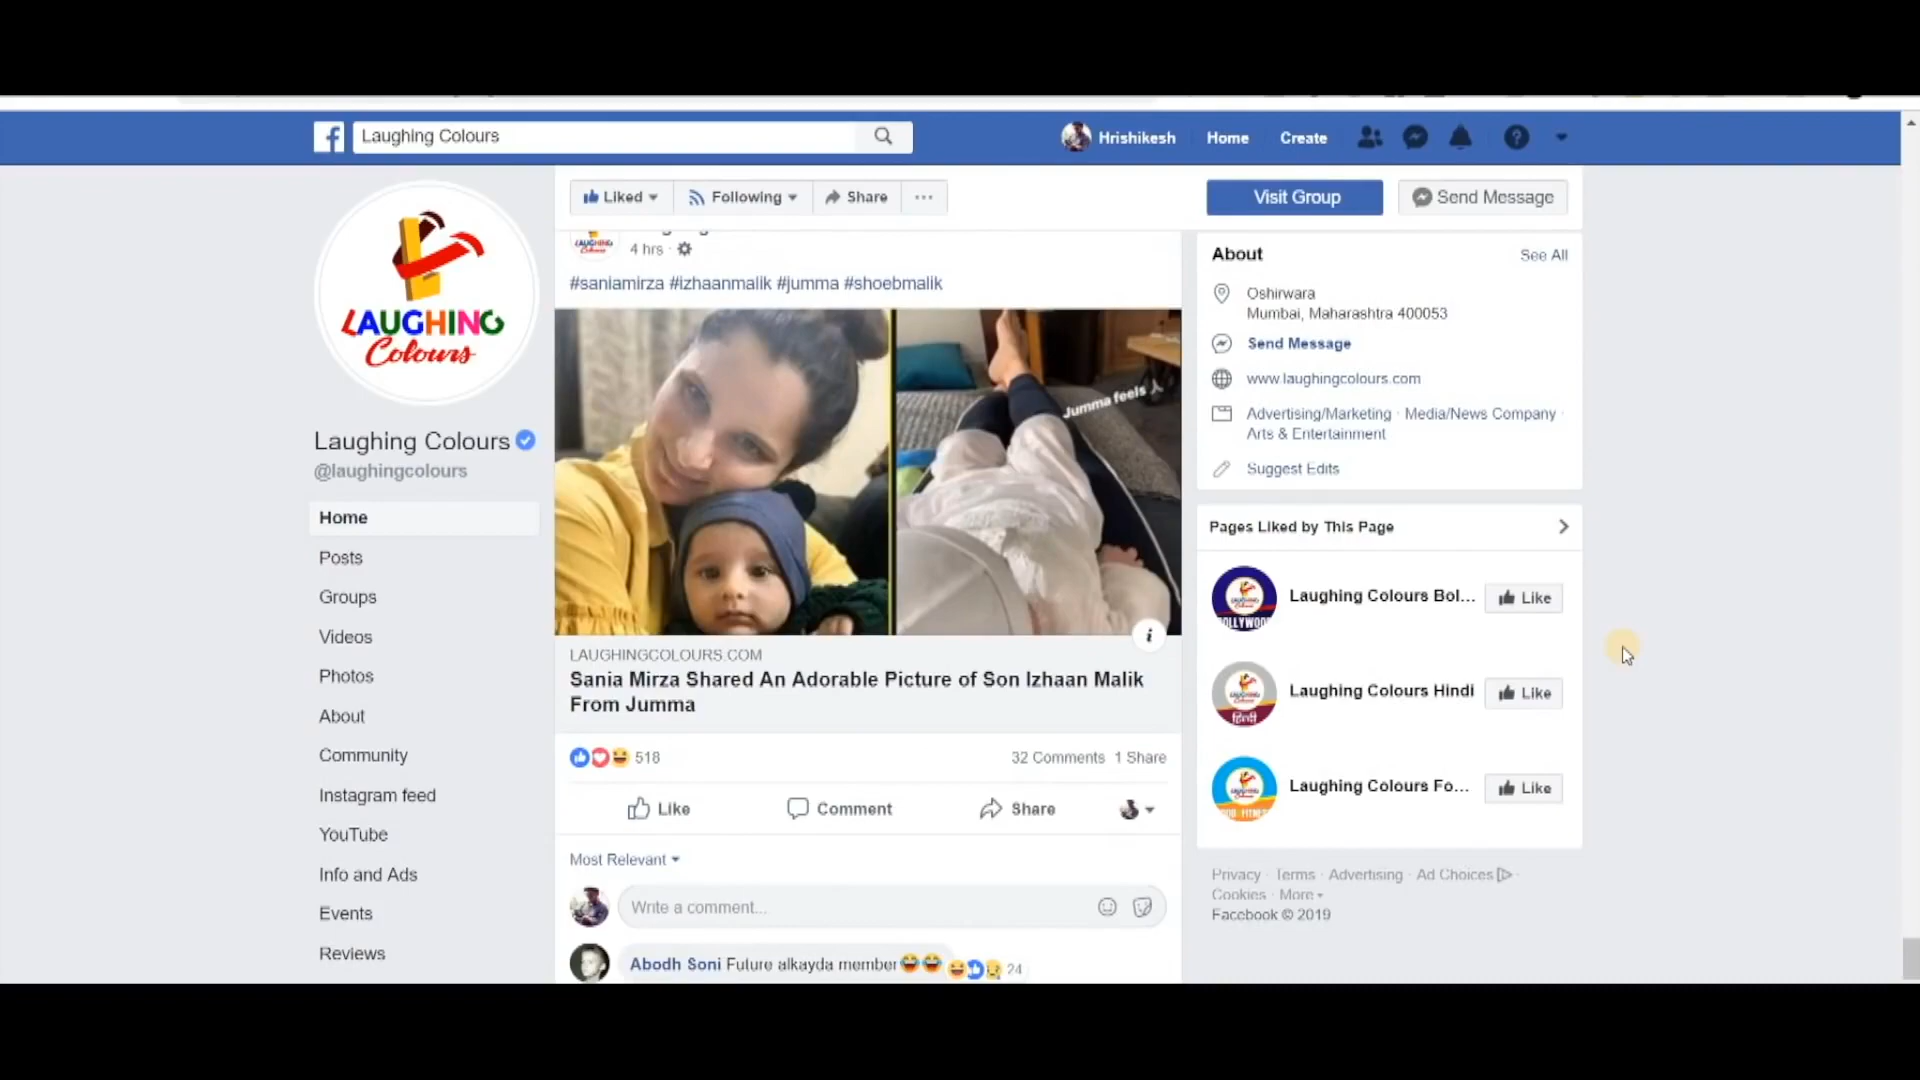 Laughing Colours
Hrishikesh
Home
Create
LAUGHING
Colours
Laughing Colours
@laughingcolours
Home
Posts
Groups
Videos
Photos
About
Community
Instagram feed
YouTube
Info and Ads
Events
Reviews
Liked
Following
Share
Visit Group
Send Message
LAUGHING
Colours
4 hrs
#saniamirza #izhaanmalik #jumma #shoebmalik
Jumma feels
LAUGHINGCOLOURS.COM
Sania Mirza Shared An Adorable Picture of Son Izhaan Malik
From Jumma
518
32 Comments 1 Share
Like
Comment
Share
Most Relevant
Write a comment...
Abodh Soni Future alkayda member😂😂
24
About
See All
Oshirwara
Mumbai, Maharashtra 400053
Send Message
www.laughingcolours.com
Advertising/Marketing · Media/News Company ·
Arts & Entertainment
Suggest Edits
Pages Liked by This Page
Laughing Colours Bol...
Like
Laughing Colours Hindi
Like
हिन्दी
Laughing Colours Fo...
Like
Privacy · Terms · Advertising · Ad Choices ·
Cookies · More
Facebook © 2019